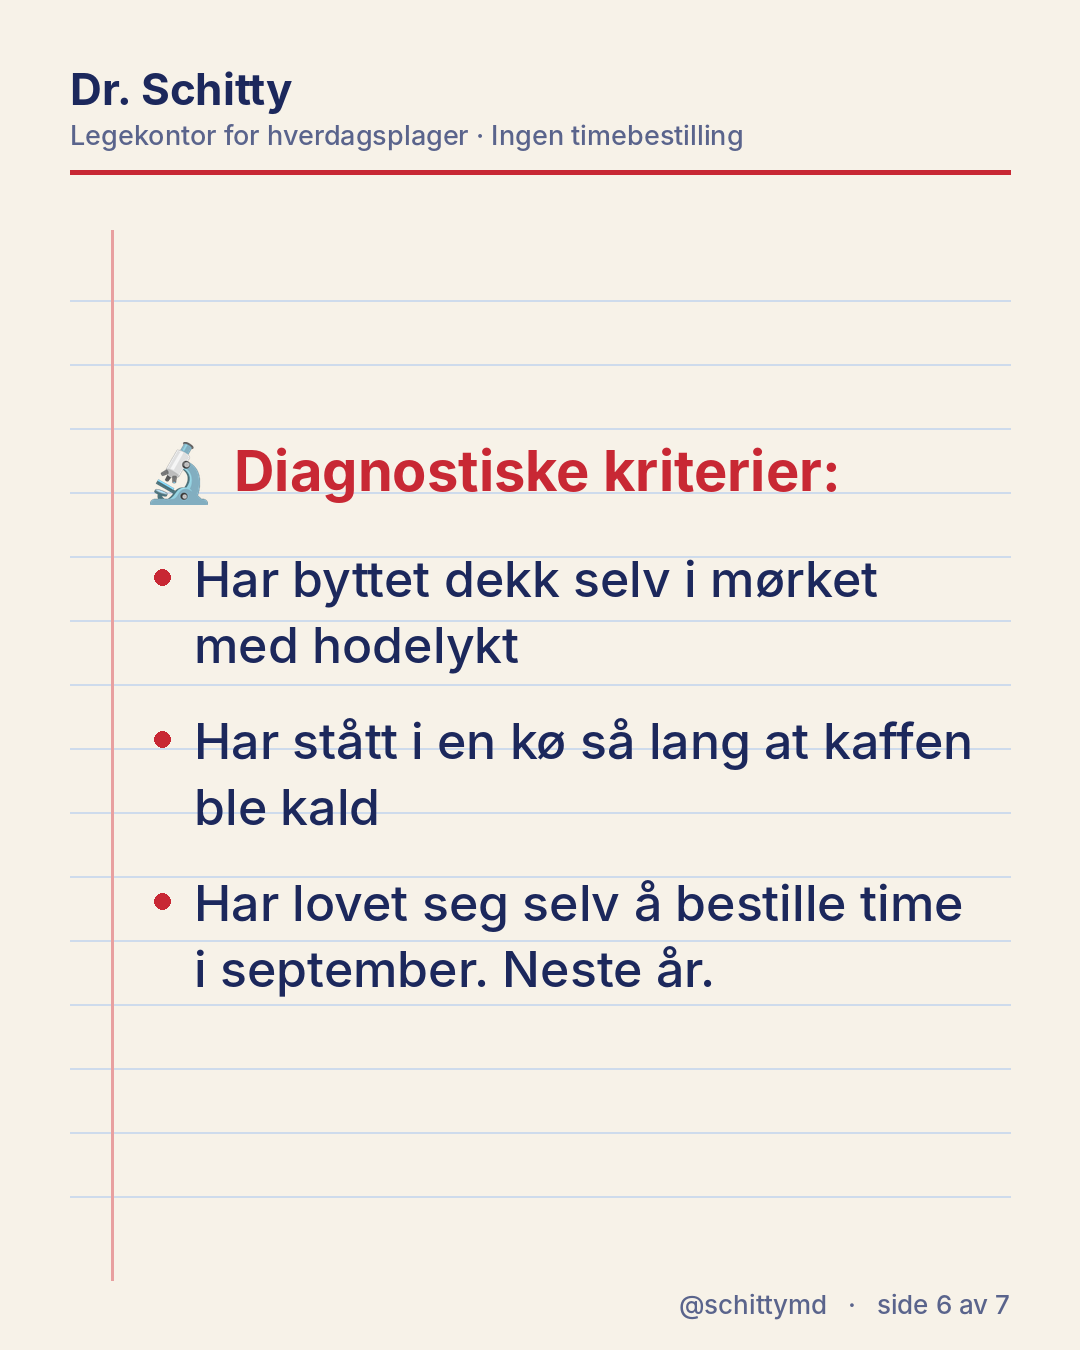 Dr. Schitty
Legekontor for hverdagsplager · Ingen timebestilling
🔬 Diagnostiske kriterier:
• Har byttet dekk selv i mørket
med hodelykt
• Har stått i en kø så lang at kaffen
ble kald
• Har lovet seg selv å bestille time
i september. Neste år.
@schittymd · side 6 av 7